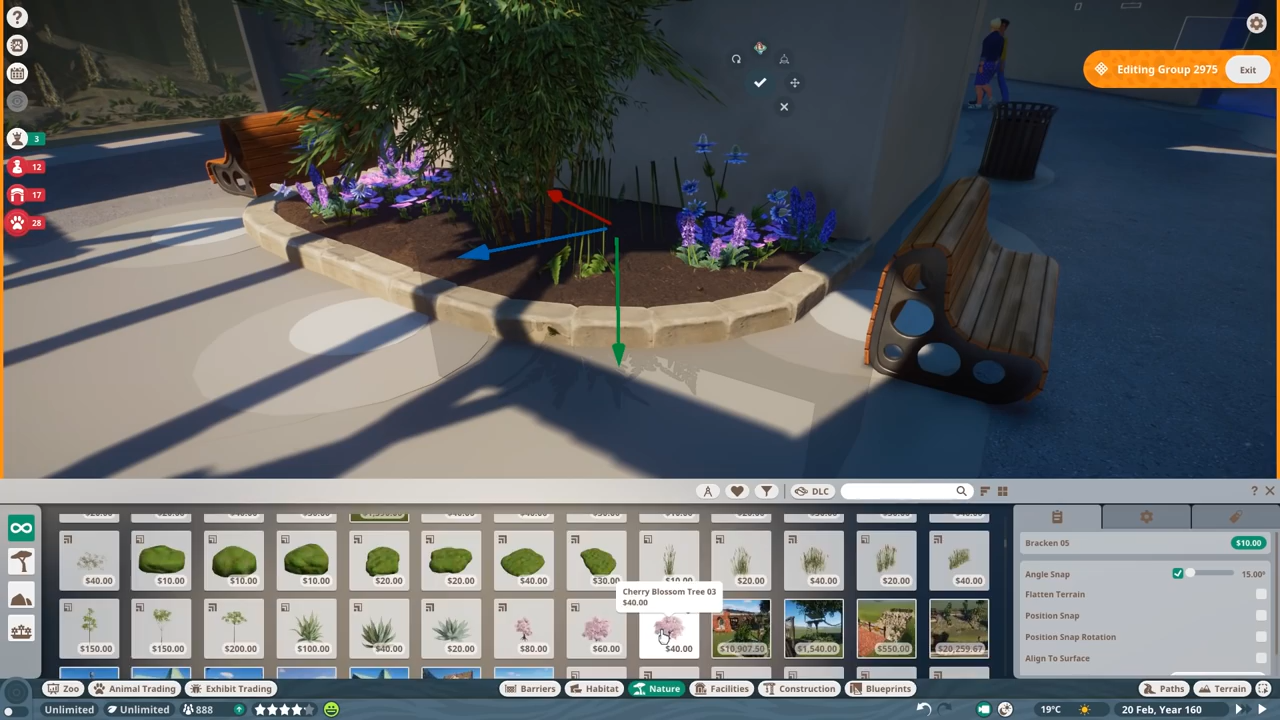 Editing Group 2975
Exit
3
12
17
28
DLC
$40.00
$10.00
$10.00
$10.00
$20.00
$20.00
$40.00
$30.00
$10.00
$20.00
$40.00
$20.00
$40.00
Cherry Blossom Tree 03
$40.00
$150.00
$150.00
$200.00
$100.00
$40.00
$20.00
$80.00
$60.00
$40.00
$10,907.50
$1,540.00
$550.00
$20,259.67
Bracken 05
$10.00
Angle Snap
15.00°
Flatten Terrain
Position Snap
Position Snap Rotation
Align To Surface
Zoo
Animal Trading
Exhibit Trading
Barriers
Habitat
Nature
Facilities
Construction
Blueprints
Paths
Terrain
Unlimited
Unlimited
888
19°C
20 Feb, Year 160